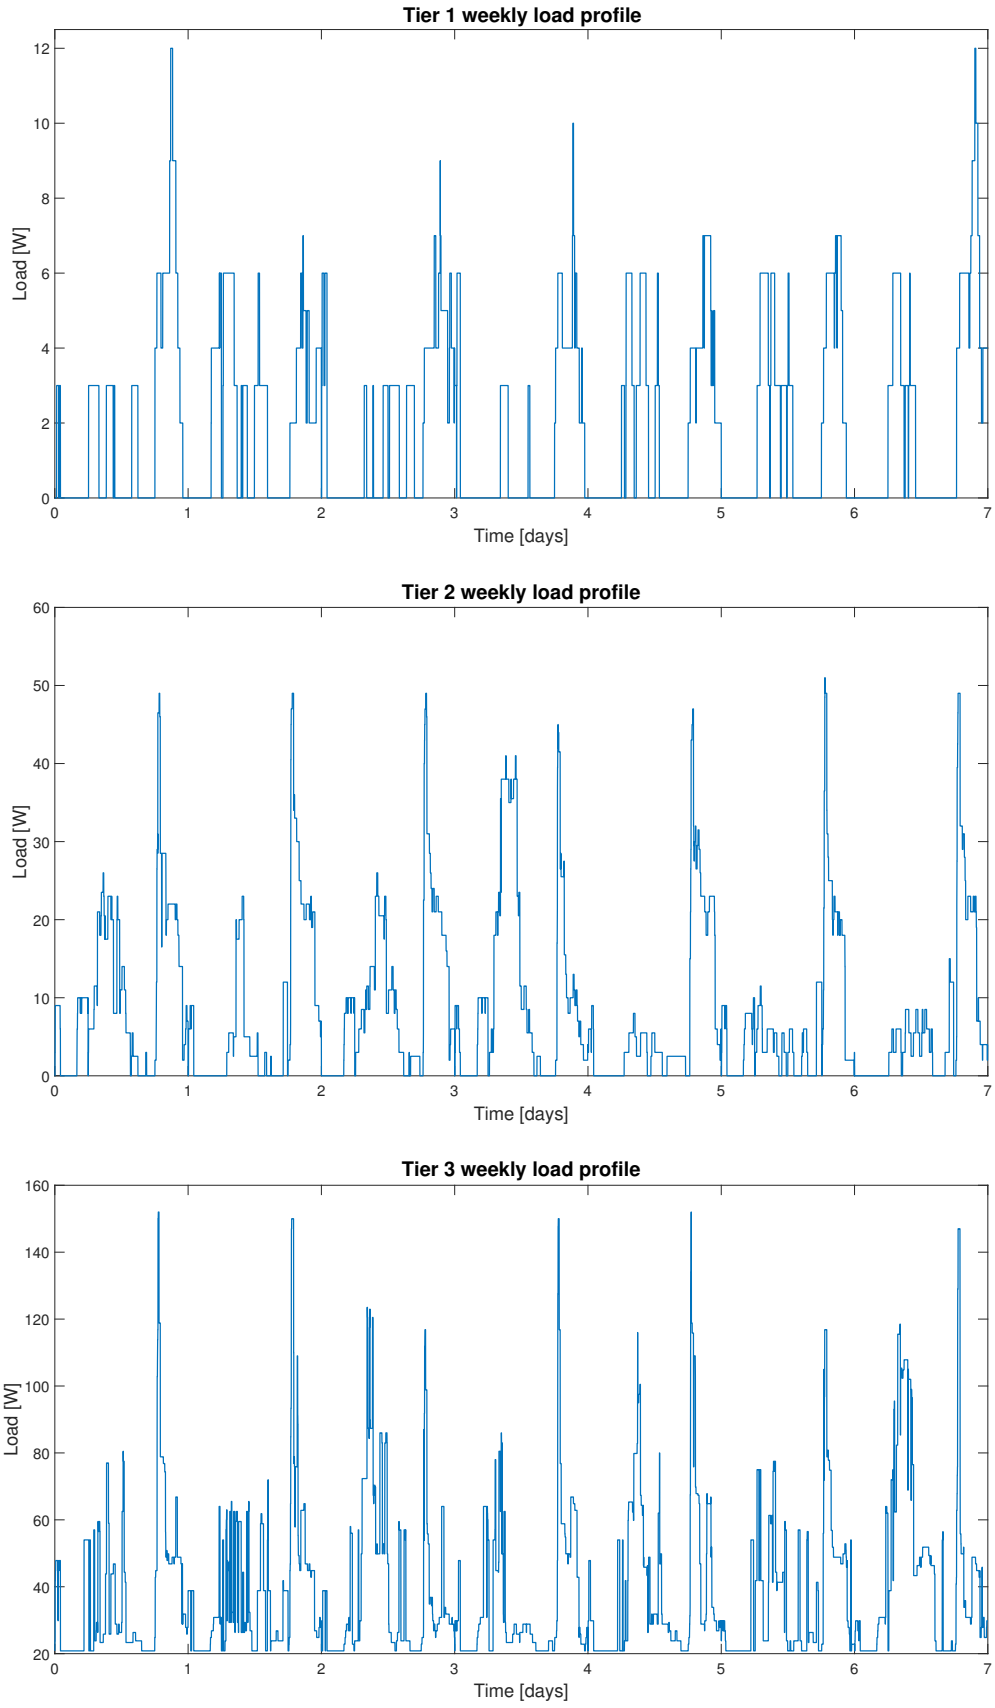 Tier 1 weekly load profile
12
10
8
6
4
2
0
Load [W]
0 1 2 3 4 5 6 7
Time [days]
Tier 2 weekly load profile
60
50
40
30
20
10
0
Load [W]
0 1 2 3 4 5 6 7
Time [days]
Tier 3 weekly load profile
160
140
120
100
80
60
40
20
Load [W]
0 1 2 3 4 5 6 7
Time [days]